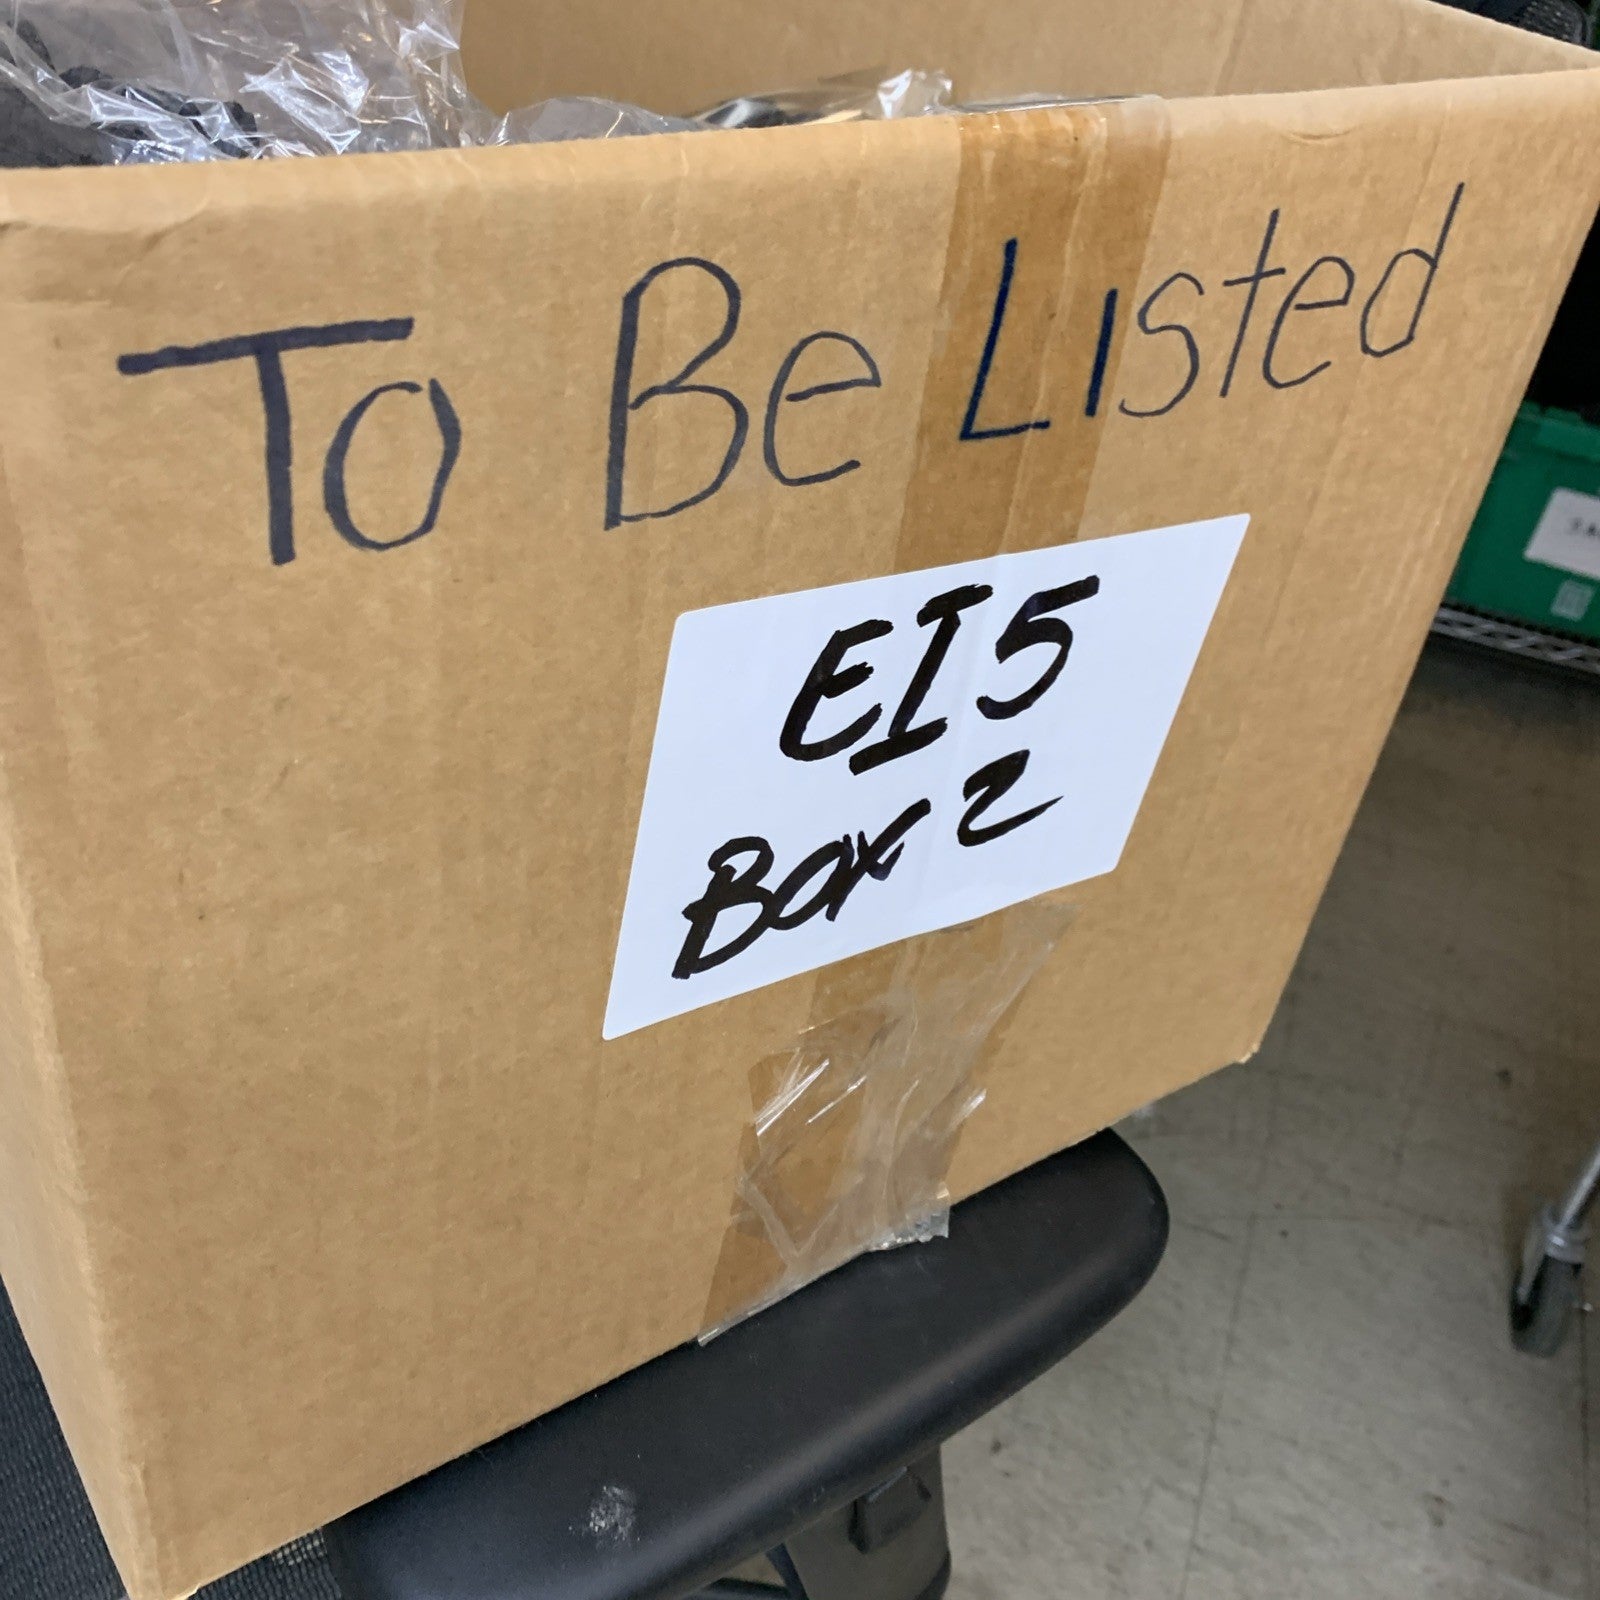 To Be Listed
EI5
Box 2